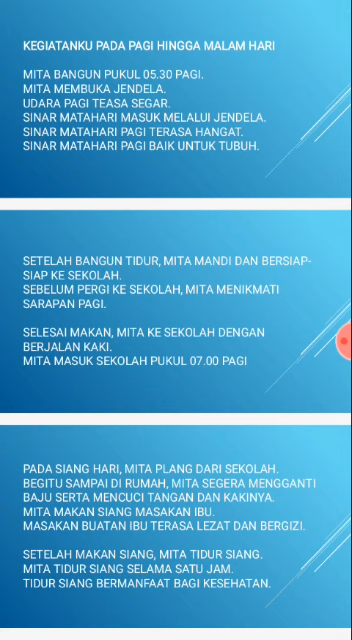 KEGIATANKU PADA PAGI HINGGA MALAM HARI
MITA BANGUN PUKUL 05.30 PAGI.
MITA MEMBUKA JENDELA.
UDARA PAGI TEASA SEGAR.
SINAR MATAHARI MASUK MELALUI JENDELA.
SINAR MATAHARI PAGI TERASA HANGAT.
SINAR MATAHARI PAGI BAIK UNTUK TUBUH.
SETELAH BANGUN TIDUR, MITA MANDI DAN BERSIAP-
SIAP KE SEKOLAH.
SEBELUM PERGI KE SEKOLAH, MITA MENIKMATI
SARAPAN PAGI.
SELESAI MAKAN, MITA KE SEKOLAH DENGAN
BERJALAN KAKI.
MITA MASUK SEKOLAH PUKUL 07.00 PAGI
PADA SIANG HARI, MITA PLANG DARI SEKOLAH.
BEGITU SAMPAI DI RUMAH, MITA SEGERA MENGGANTI
BAJU SERTA MENCUCI TANGAN DAN KAKINYA.
MITA MAKAN SIANG MASAKAN IBU.
MASAKAN BUATAN IBU TERASA LEZAT DAN BERGIZI.
SETELAH MAKAN SIANG, MITA TIDUR SIANG.
MITA TIDUR SIANG SELAMA SATU JAM.
TIDUR SIANG BERMANFAAT BAGI KESEHATAN.